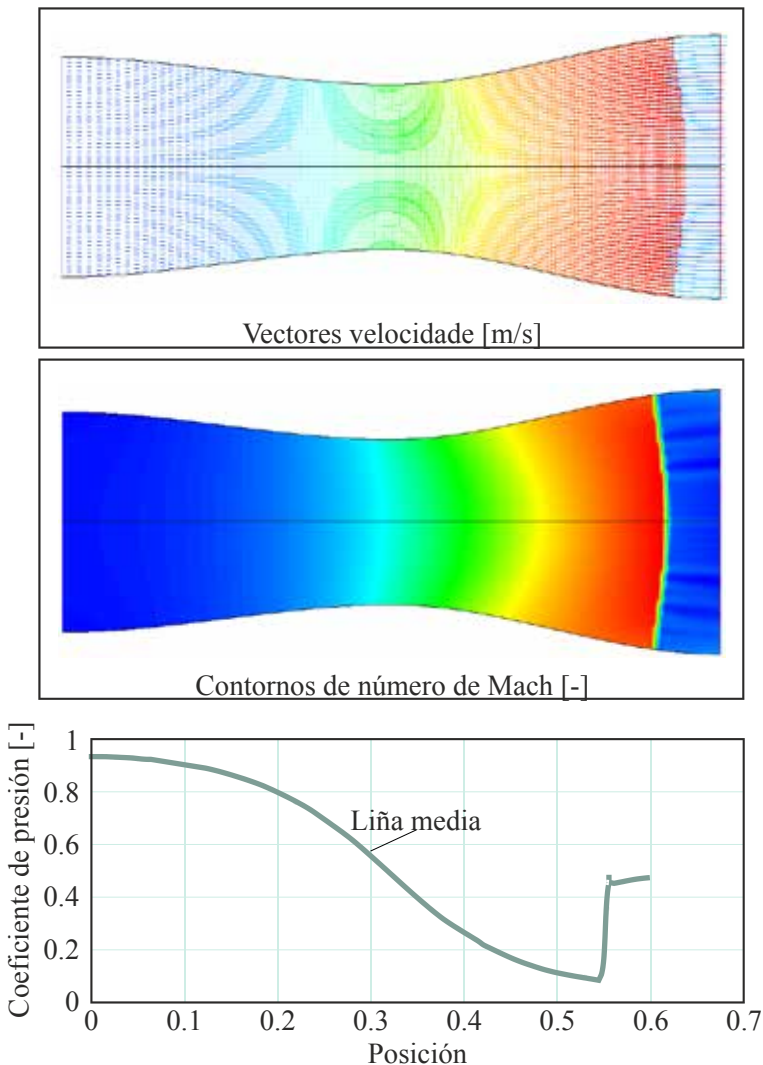 Vectores velocidade [m/s]
Contornos de número de Mach [-]
Coeficiente de presión [-]
1
0.8
0.6
0.4
0.2
0
Liña media
0 0.1 0.2 0.3 0.4 0.5 0.6 0.7
Posición